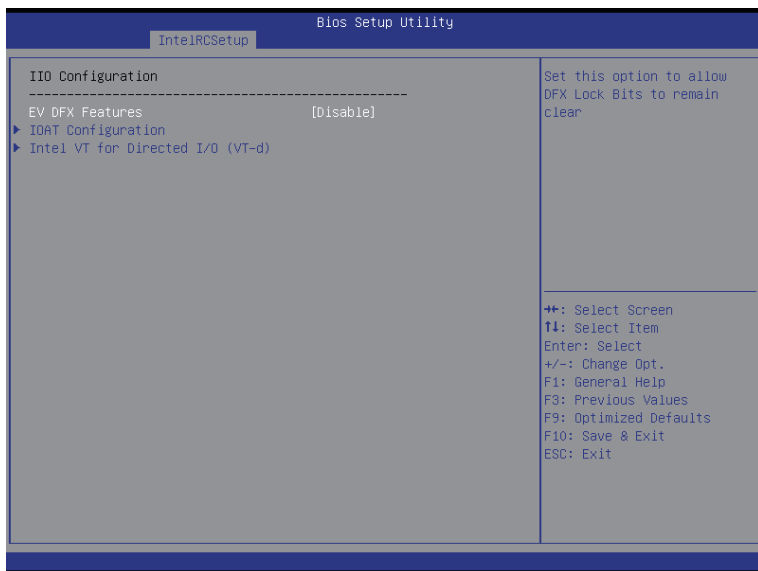 Bios Setup Utility
IntelRCSetup
IIO Configuration
------------------------------------------------
EV DFX Features [Disable]
IOAT Configuration
Intel VT for Directed I/O (VT-d)
Set this option to allow
DFX Lock Bits to remain
clear
→←: Select Screen
↑↓: Select Item
Enter: Select
+/-: Change Opt.
F1: General Help
F3: Previous Values
F9: Optimized Defaults
F10: Save & Exit
ESC: Exit